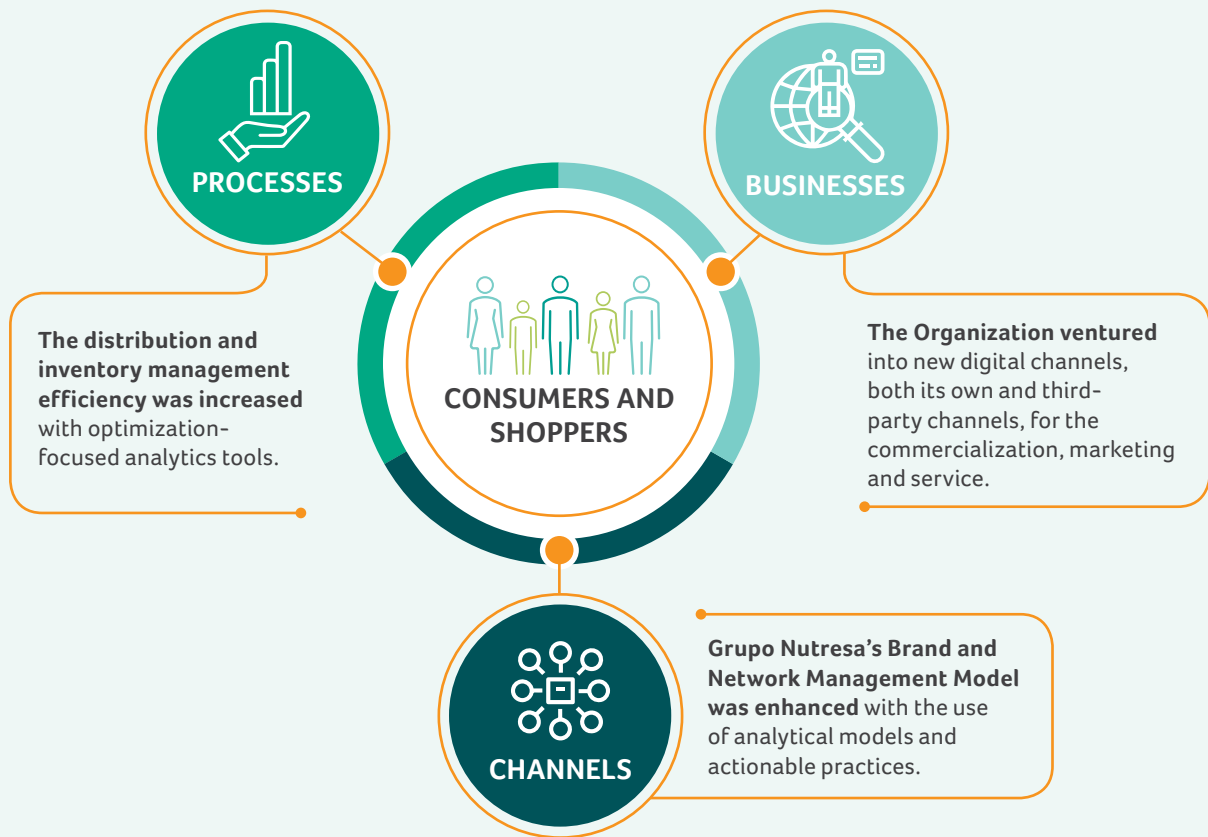 PROCESSES
The distribution and
inventory management
efficiency was increased
with optimization-
focused analytics tools.
CONSUMERS AND
SHOPPERS
BUSINESSES
The Organization ventured
into new digital channels,
both its own and third-
party channels, for the
commercialization, marketing
and service.
CHANNELS
Grupo Nutresa’s Brand and
Network Management Model
was enhanced with the use
of analytical models and
actionable practices.